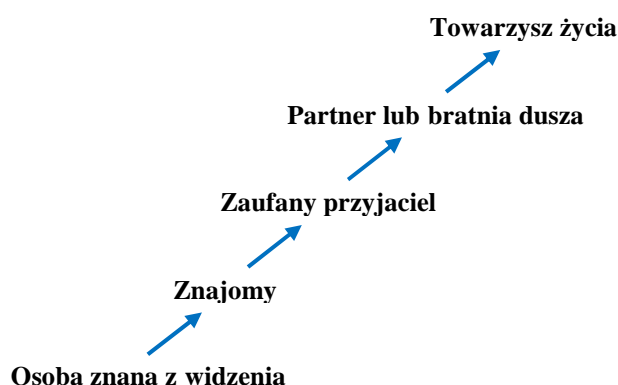 Towarzysz życia
Partner lub bratnia dusza
Zaufany przyjaciel
Znajomy
Osoba znana z widzenia